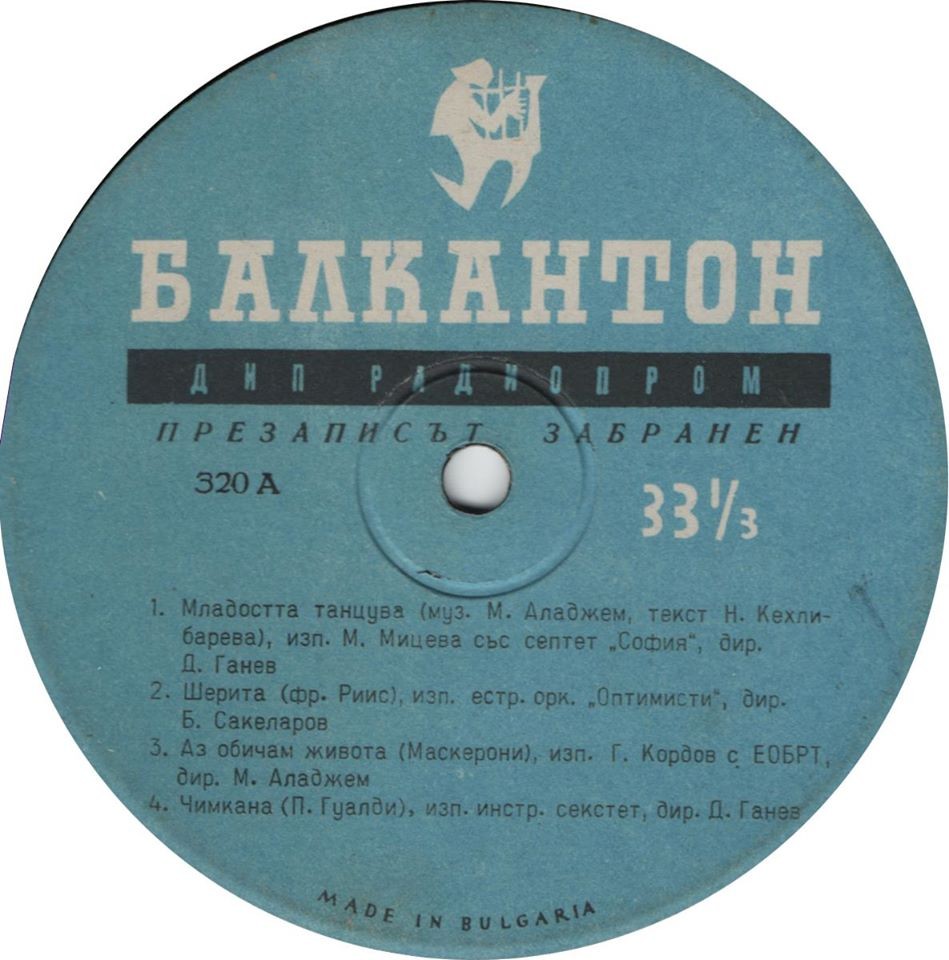 БАЛКАНТОН
ДИП РАДИОПРОМ
ПРЕЗАПИСЪТ ЗАБРАНЕН
320 А
33 1/3
1. Младостта танцува (муз. М. Аладжем, текст Н. Кехли-
барева), изп. М. Мицева със септет „София“, дир.
Д. Ганев
2. Шерита (фр. Риис), изп. естр. орк. „Оптимисти“, дир.
Б. Сакеларов
3. Аз обичам живота (Маскерони), изп. Г. Кордов с ЕОБРТ,
дир. М. Аладжем
4. Чимкана (П. Гуалди), изп. инстр. секстет, дир. Д. Ганев
MADE IN BULGARIA